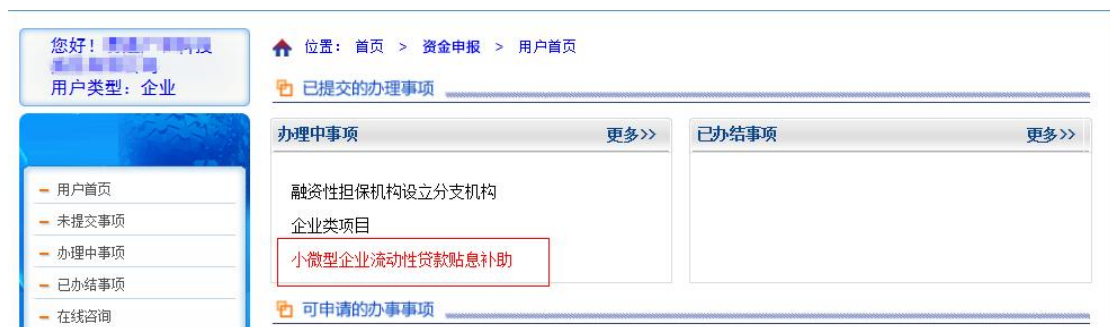 您好！
用户类型：企业
位置： 首页 > 资金申报 > 用户首页
已提交的办理事项
办理中事项 更多>>
融资性担保机构设立分支机构
企业类项目
小微型企业流动性贷款贴息补助
已办结事项 更多>>
用户首页
未提交事项
办理中事项
已办结事项
在线咨询
可申请的办事事项